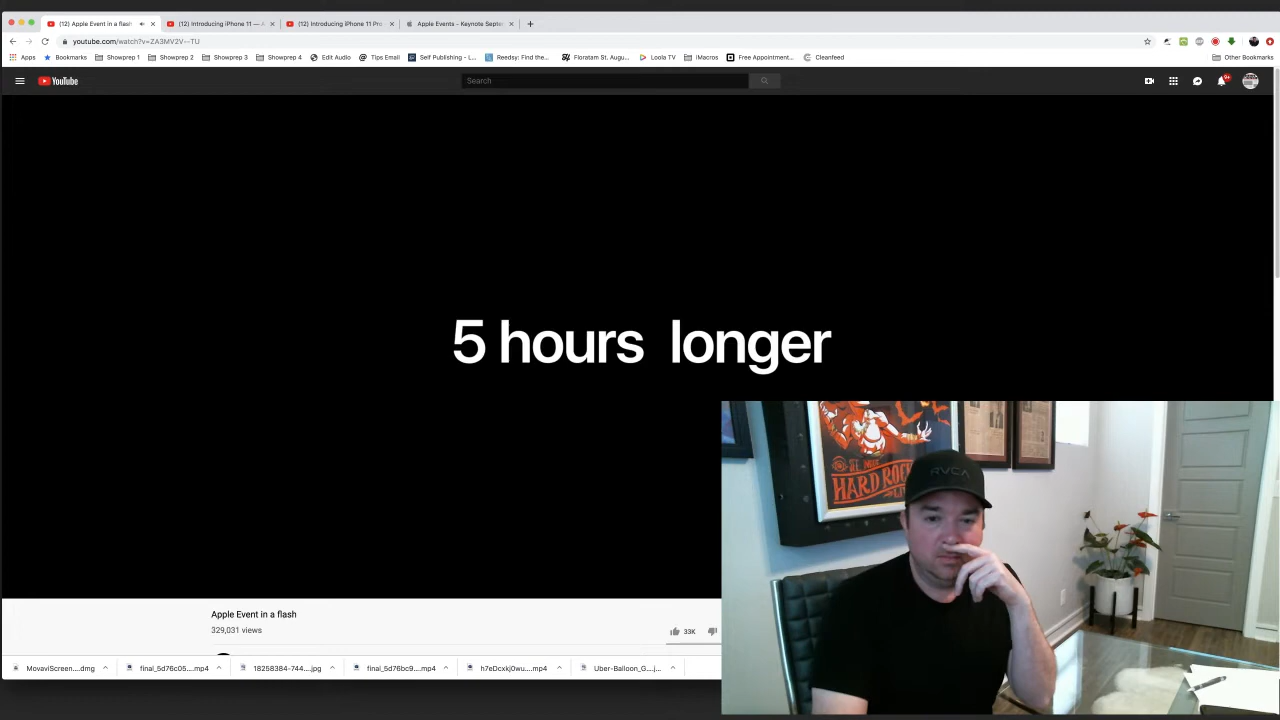 (12) Apple Event in a flash
(12) Introducing iPhone 11 — A
(12) Introducing iPhone 11 Pro
Apple Events - Keynote Septe
youtube.com/watch?v=ZA3MV2V--TU
Apps
Bookmarks
Showprep 1
Showprep 2
Showprep 3
Showprep 4
Edit Audio
Tips Email
Self Publishing - L...
Reedsy: Find the...
Floratam St. Augu...
Loola TV
iMacros
Free Appointment...
Cleanfeed
Other Bookmarks
YouTube
Search
9+
5 hours longer
HARD ROCK
RVCA
Apple Event in a flash
329,031 views
33K
MovaviScreen....dmg
final_5d76c05....mp4
18258384-744....jpg
final_5d76bc9....mp4
h7eDcxkj0wu....mp4
Uber-Balloon_G....j...